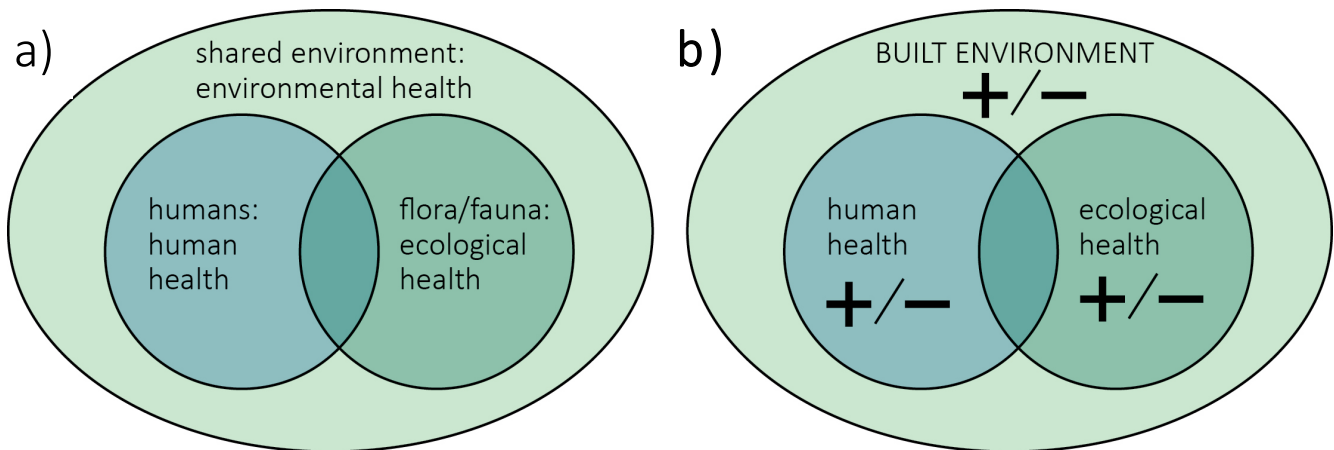 a)
shared environment:
environmental health
humans:
human
health
flora/fauna:
ecological
health
b)
BUILT ENVIRONMENT
+/−
human
health
+/−
ecological
health
+/−